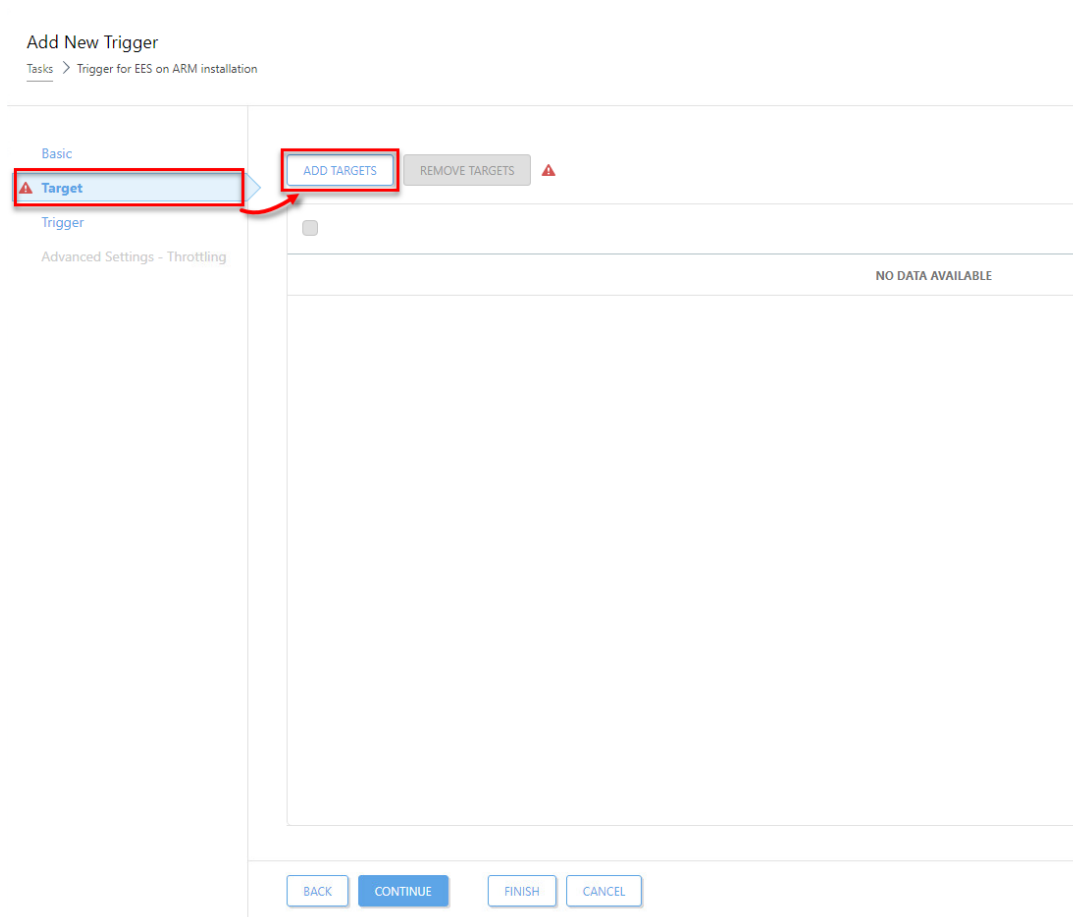 Add New Trigger
Tasks > Trigger for EES on ARM installation
Basic
Target
Trigger
Advanced Settings - Throttling
ADD TARGETS REMOVE TARGETS
NO DATA AVAILABLE
BACK CONTINUE FINISH CANCEL